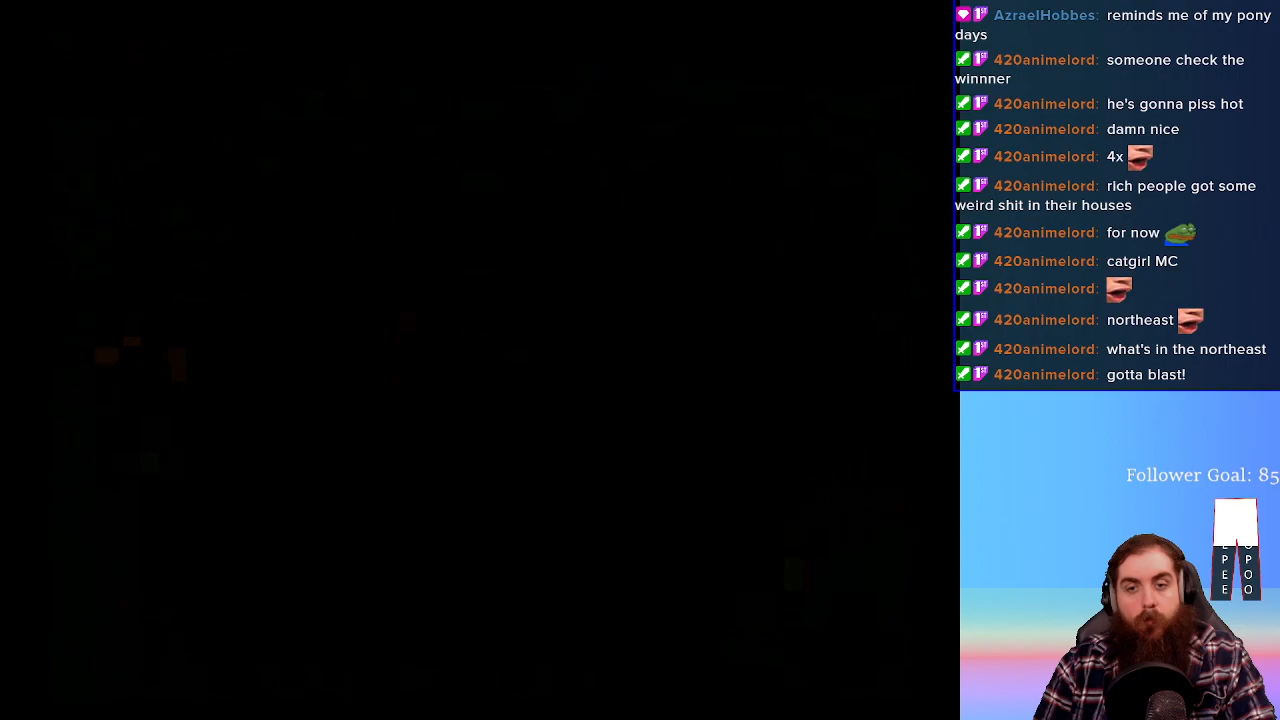 AzraelHobbes: reminds me of my pony
days
420animelord: someone check the
winnner
420animelord: he's gonna piss hot
420animelord: damn nice
420animelord: 4x
420animelord: rich people got some
weird shit in their houses
420animelord: for now
420animelord: catgirl MC
420animelord:
420animelord: northeast
420animelord: what's in the northeast
420animelord: gotta blast!
Follower Goal: 85
P P
E O
E O